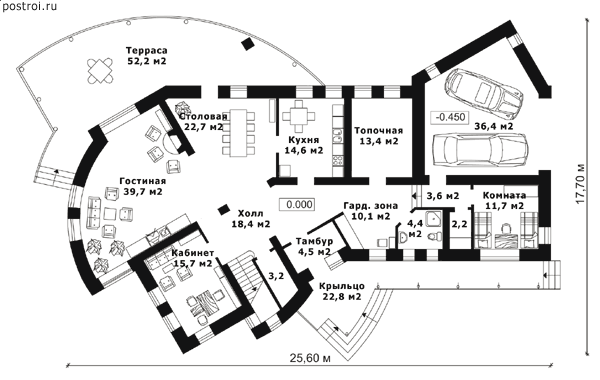 postroi.ru
Терраса
52,2 м2
Столовая
22,7 м2
Кухня
14,6 м2
Топочная
13,4 м2
-0.450
36,4 м2
Гостиная
39,7 м2
0.000
Холл
18,4 м2
Гард. зона
10,1 м2
3,6 м2
Комната
11,7 м2
4,4
м2
2,2
Тамбур
4,5 м2
Кабинет
15,7 м2
3,2
Крыльцо
22,8 м2
17,70 м
25,60 м